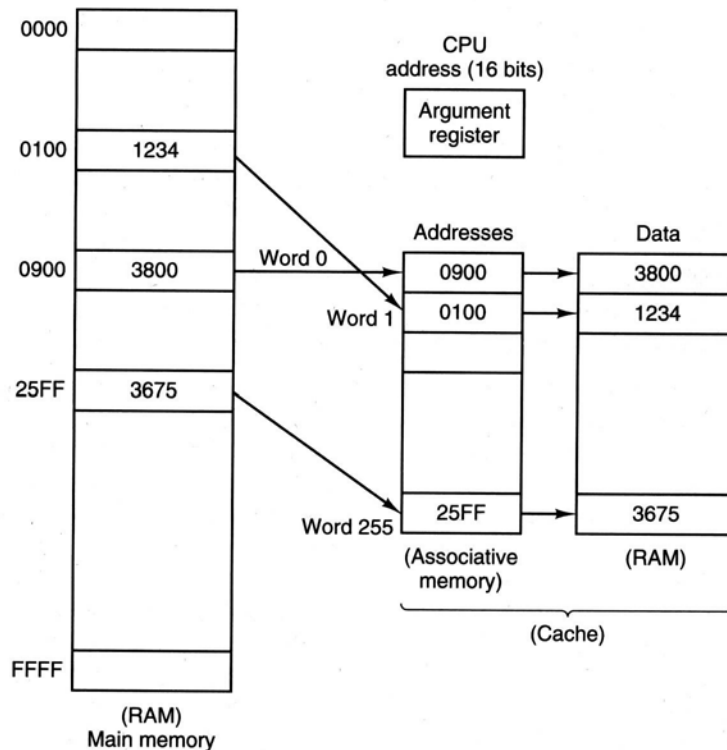 0000
CPU
address (16 bits)
Argument
register
0100
1234
Addresses
Data
0900
3800
Word 0
0900
3800
Word 1
0100
1234
25FF
3675
Word 255
25FF
3675
(Associative
memory)
(RAM)
(Cache)
FFFF
(RAM)
Main memory